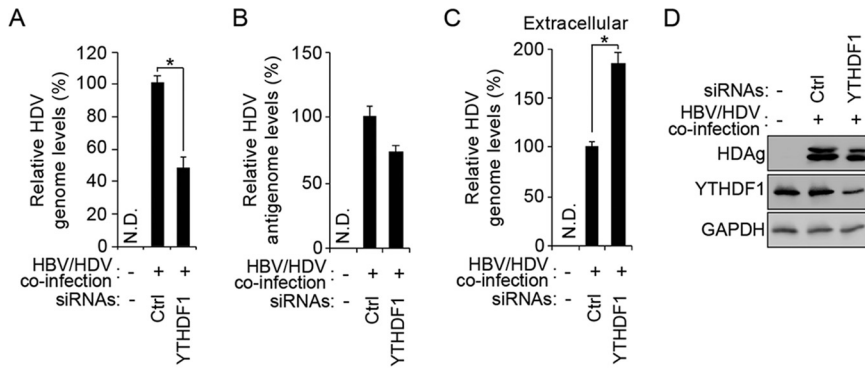 A
Relative HDV
genome levels (%)
120
100
80
60
40
20
0
N.D.
*
HBV/HDV
co-infection : - + +
siRNAs: - Ctrl YTHDF1
B
Relative HDV
antigenome levels (%)
150
100
50
0
N.D.
HBV/HDV
co-infection : - + +
siRNAs: - Ctrl YTHDF1
C
Extracellular
Relative HDV
genome levels (%)
200
150
100
50
0
N.D.
*
HBV/HDV
co-infection : - + +
siRNAs: - Ctrl YTHDF1
D
siRNAs: - Ctrl YTHDF1
HBV/HDV
co-infection : - + +
HDAg
YTHDF1
GAPDH